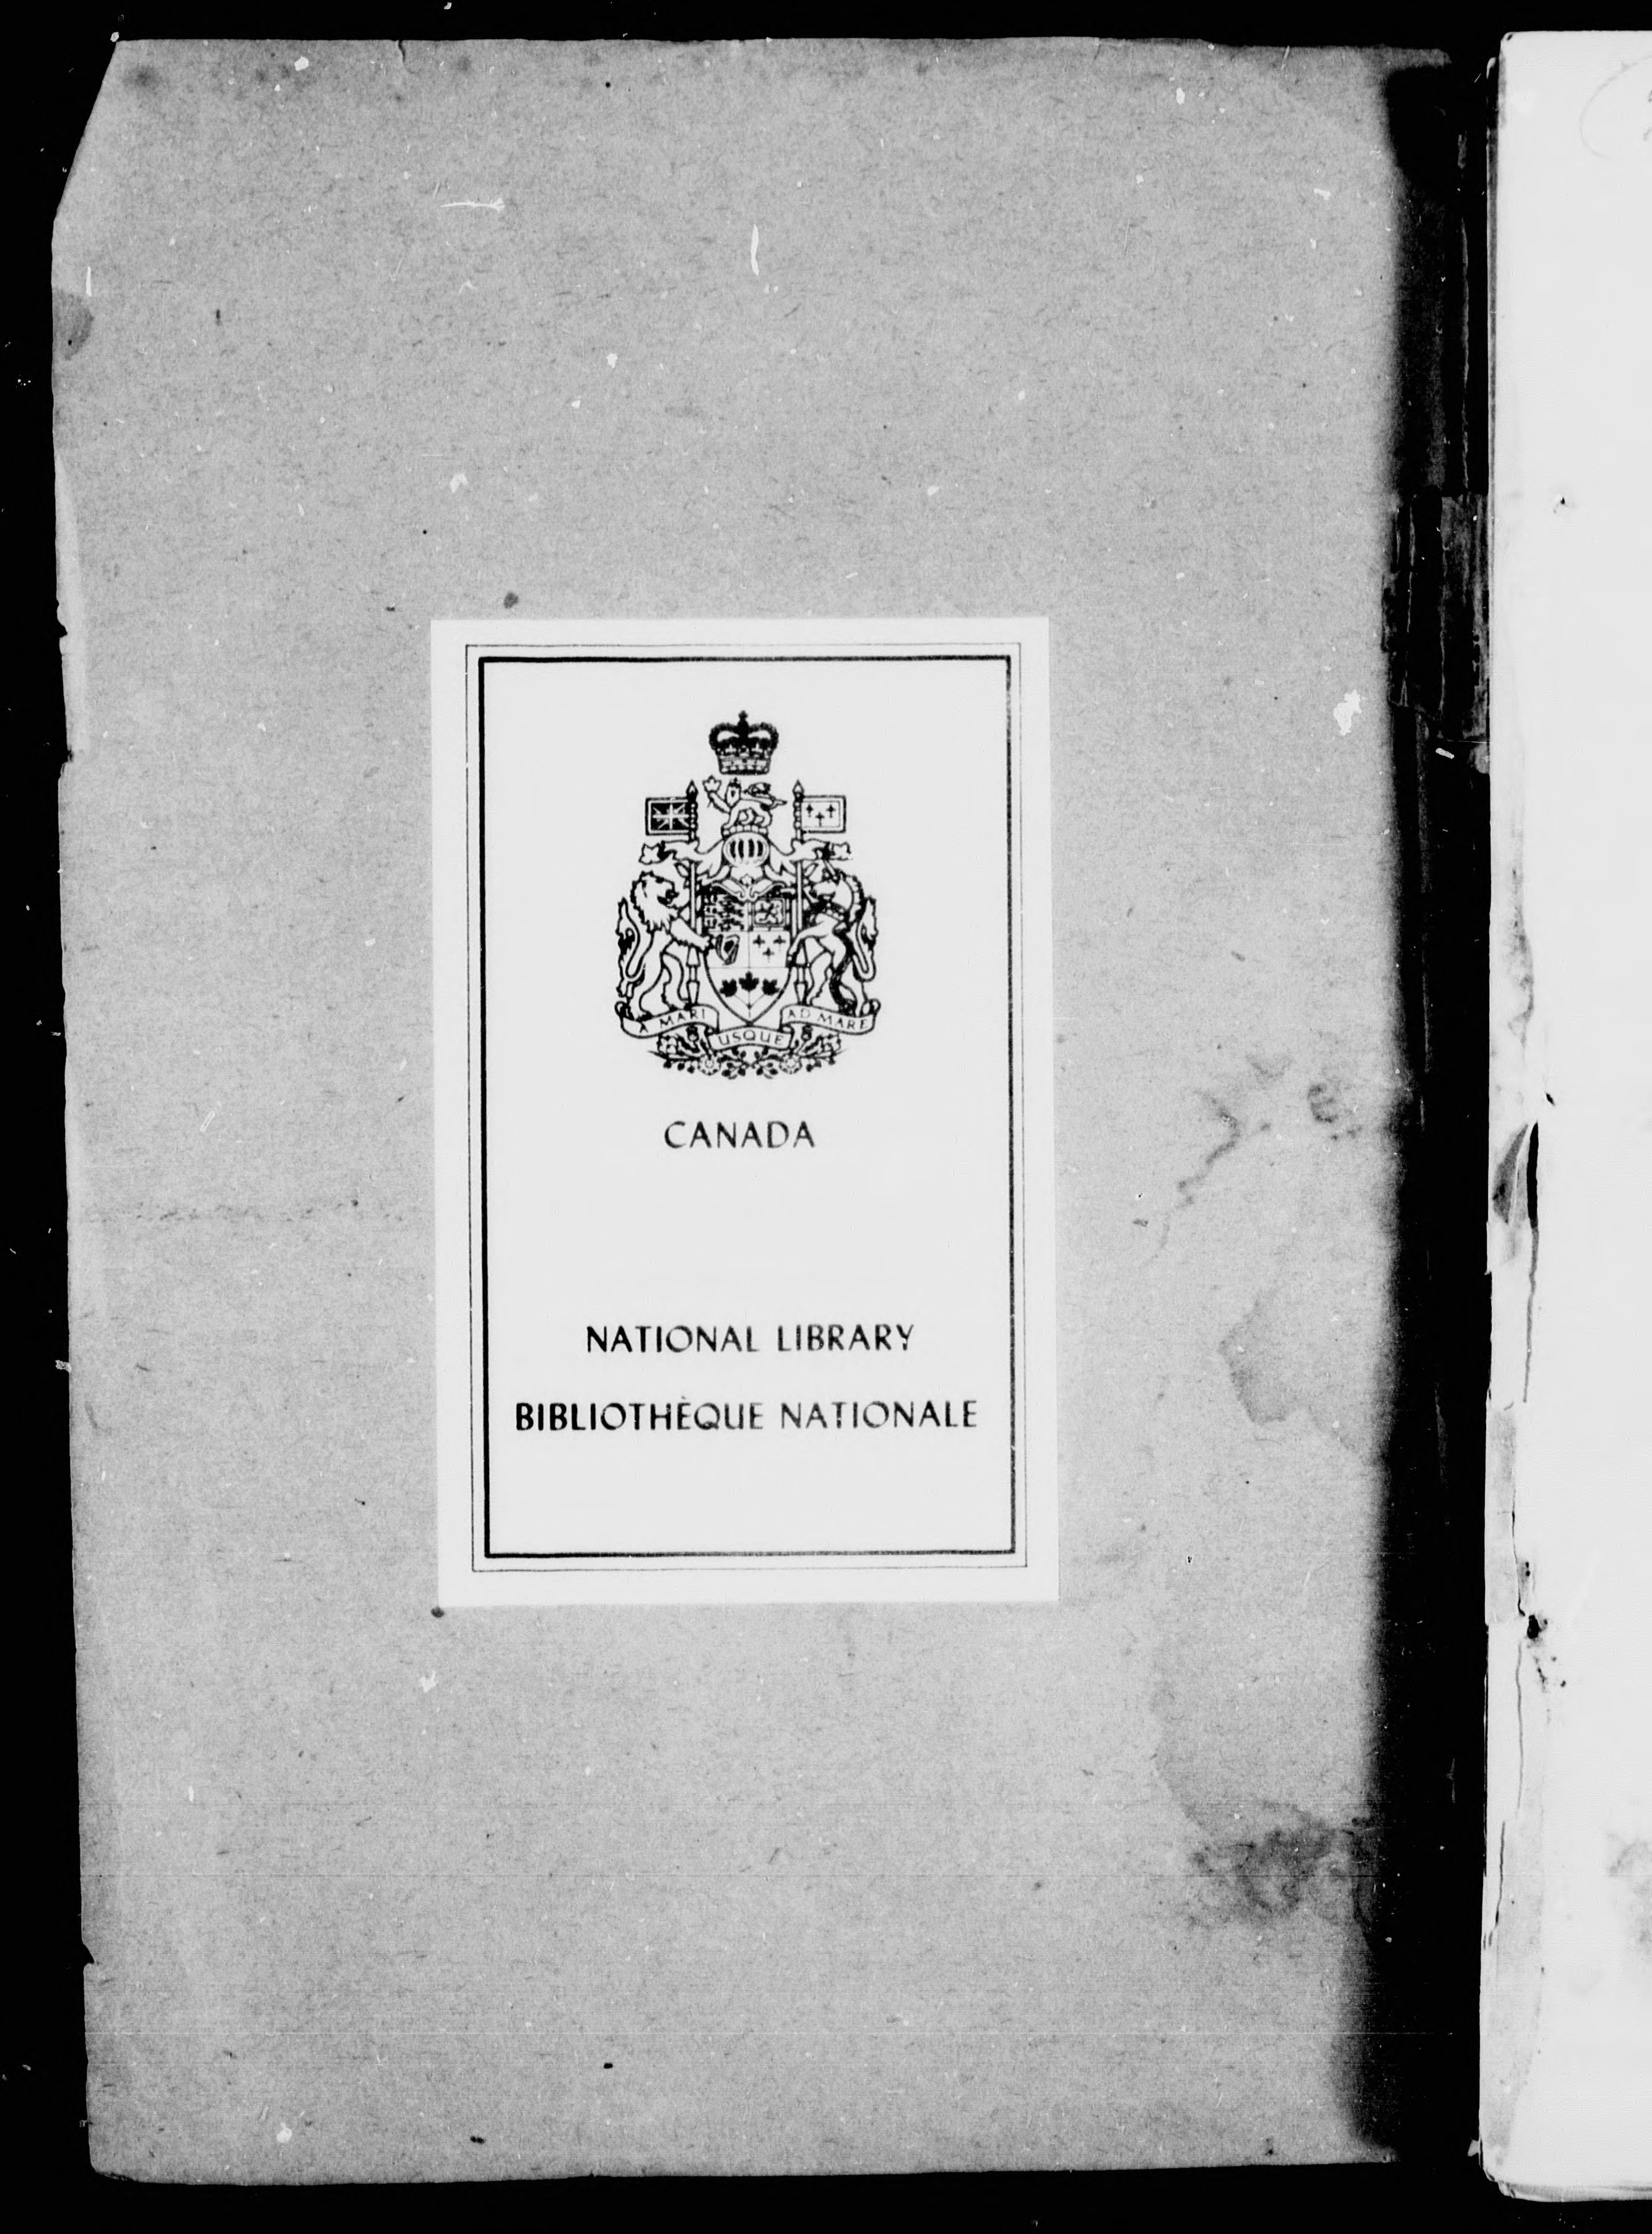 A MARI USQUE AD MARE
CANADA
NATIONAL LIBRARY
BIBLIOTHÈQUE NATIONALE